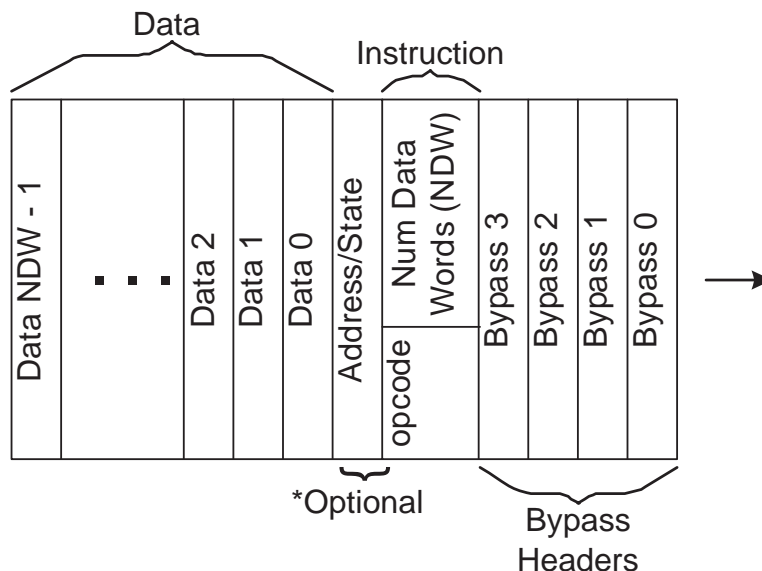 Data
Instruction
Data NDW - 1
Data 2
Data 1
Data 0
Address/State
Num Data
Words (NDW)
opcode
Bypass 3
Bypass 2
Bypass 1
Bypass 0
*Optional
Bypass
Headers